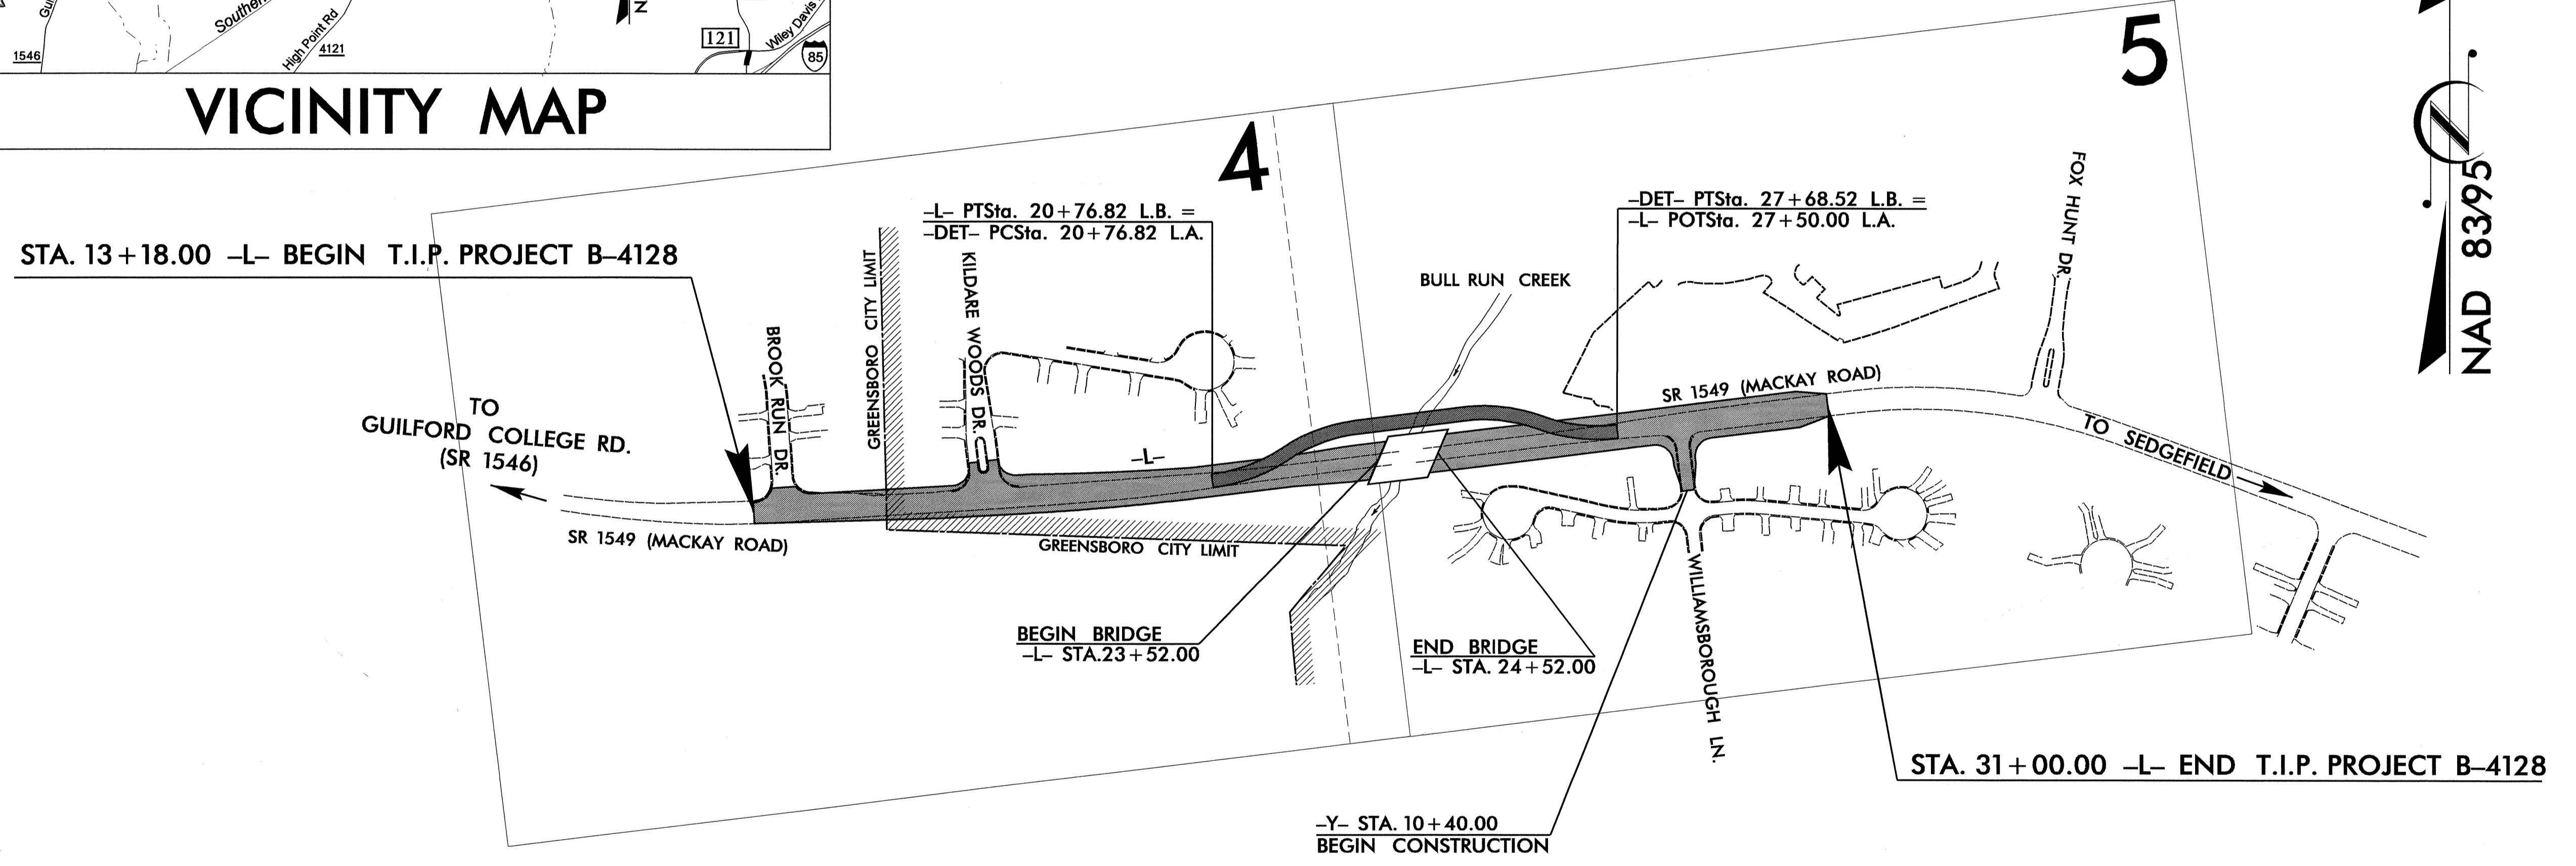 Southern
High Point Rd
4121
1546
121
Wiley Davis
85
N
VICINITY MAP
4
5
NAD 83/95
STA. 13+18.00 –L– BEGIN T.I.P. PROJECT B–4128
–L– PTSta. 20+76.82 L.B. =
–DET– PCSta. 20+76.82 L.A.
–DET– PTSta. 27+68.52 L.B. =
–L– POTSta. 27+50.00 L.A.
BULL RUN CREEK
FOX HUNT DR.
GREENSBORO CITY LIMIT
KILDARE WOODS DR.
BROOK RUN DR.
TO
GUILFORD COLLEGE RD.
(SR 1546)
SR 1549 (MACKAY ROAD)
–L–
SR 1549 (MACKAY ROAD)
TO SEDGEFIELD
GREENSBORO CITY LIMIT
BEGIN BRIDGE
–L– STA.23+52.00
END BRIDGE
–L– STA. 24+52.00
WILLIAMSBOROUGH LN.
STA. 31+00.00 –L– END T.I.P. PROJECT B–4128
–Y– STA. 10+40.00
BEGIN CONSTRUCTION